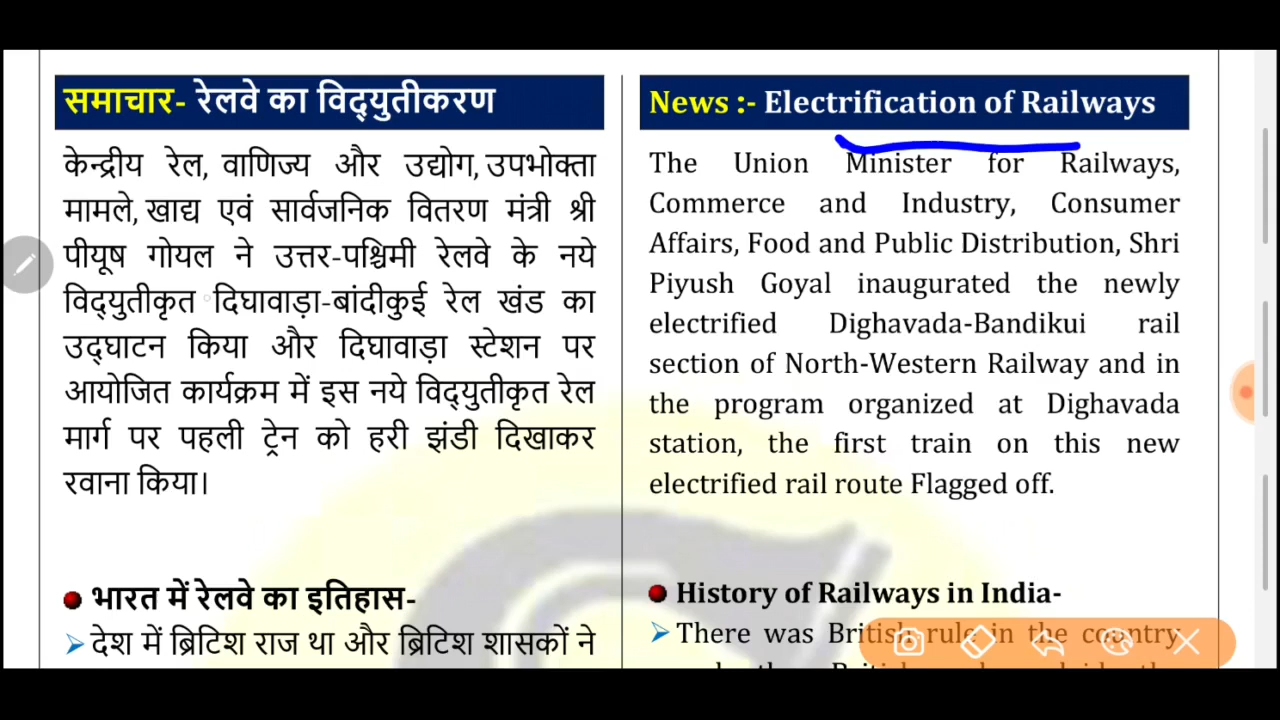 समाचार- रेलवे का विद्युतीकरण
केन्द्रीय रेल, वाणिज्य और उद्योग, उपभोक्ता
मामले, खाद्य एवं सार्वजनिक वितरण मंत्री श्री
पीयूष गोयल ने उत्तर-पश्चिमी रेलवे के नये
विद्युतीकृत दिघावाड़ा-बांदीकुई रेल खंड का
उद्घाटन किया और दिघावाड़ा स्टेशन पर
आयोजित कार्यक्रम में इस नये विद्युतीकृत रेल
मार्ग पर पहली ट्रेन को हरी झंडी दिखाकर
रवाना किया।
भारत में रेलवे का इतिहास-
देश में ब्रिटिश राज था और ब्रिटिश शासकों ने
News :- Electrification of Railways
The Union Minister for Railways,
Commerce and Industry, Consumer
Affairs, Food and Public Distribution, Shri
Piyush Goyal inaugurated the newly
electrified Dighavada-Bandikui rail
section of North-Western Railway and in
the program organized at Dighavada
station, the first train on this new
electrified rail route Flagged off.
History of Railways in India-
There was British rule in the country